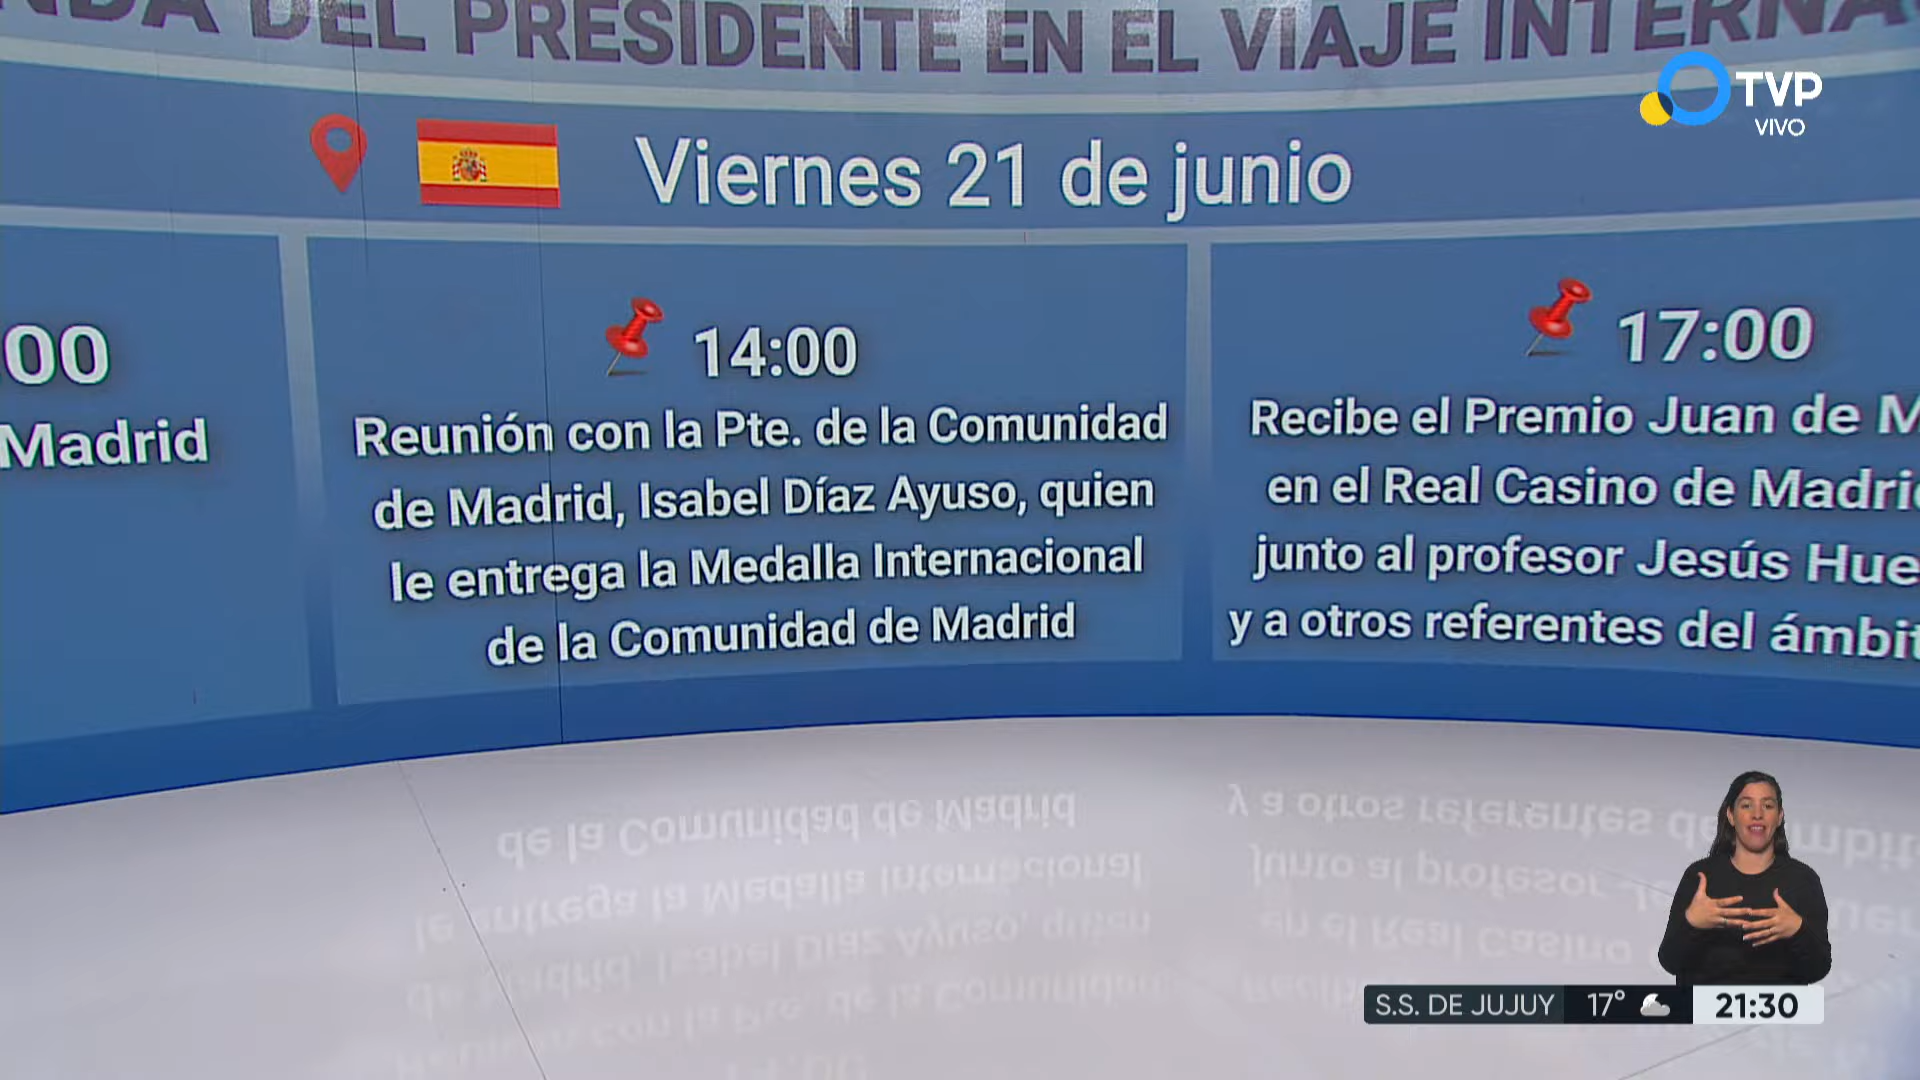 DEL PRESIDENTE EN EL VIAJE
TVP
VIVO
Viernes 21 de junio
:00
Madrid
14:00
Reunión con la Pte. de la Comunidad
de Madrid, Isabel Díaz Ayuso, quien
le entrega la Medalla Internacional
de la Comunidad de Madrid
17:00
Recibe el Premio Juan de M
en el Real Casino de Madri
junto al profesor Jesús Hue
y a otros referentes del ámbit
S.S. DE JUJUY 17° 21:30